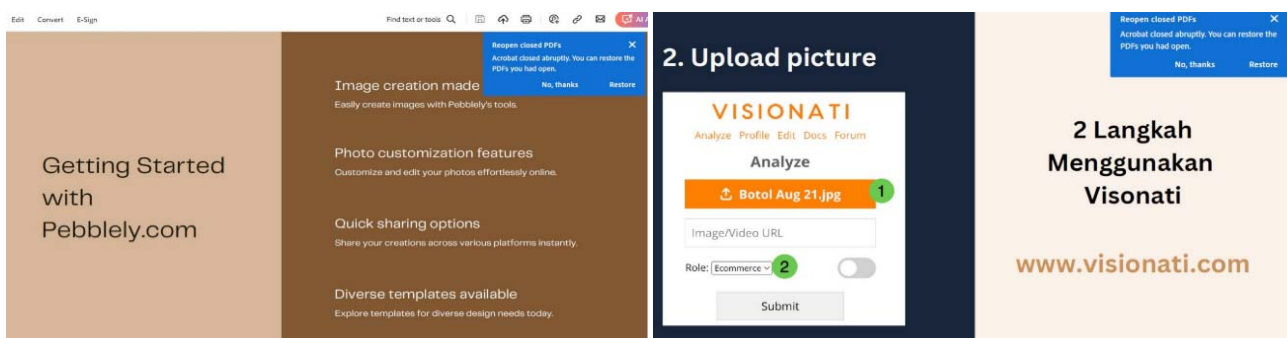 Edit Convert E-Sign
Find text or tools
Reopen closed PDFs
Acrobat closed abruptly. You can restore the
PDFs you had open.
No, thanks Restore
Getting Started
with
Pebblely.com
Image creation made
Easily create images with Pebblely's tools.
Photo customization features
Customize and edit your photos effortlessly online.
Quick sharing options
Share your creations across various platforms instantly.
Diverse templates available
Explore templates for diverse design needs today.
2. Upload picture
VISIONATI
Analyze Profile Edit Docs Forum
Analyze
Botol Aug 21.jpg 1
Image/Video URL
Role: Ecommerce 2
Submit
Reopen closed PDFs
Acrobat closed abruptly. You can restore the
PDFs you had open.
No, thanks Restore
2 Langkah
Menggunakan
Visonati
www.visionati.com